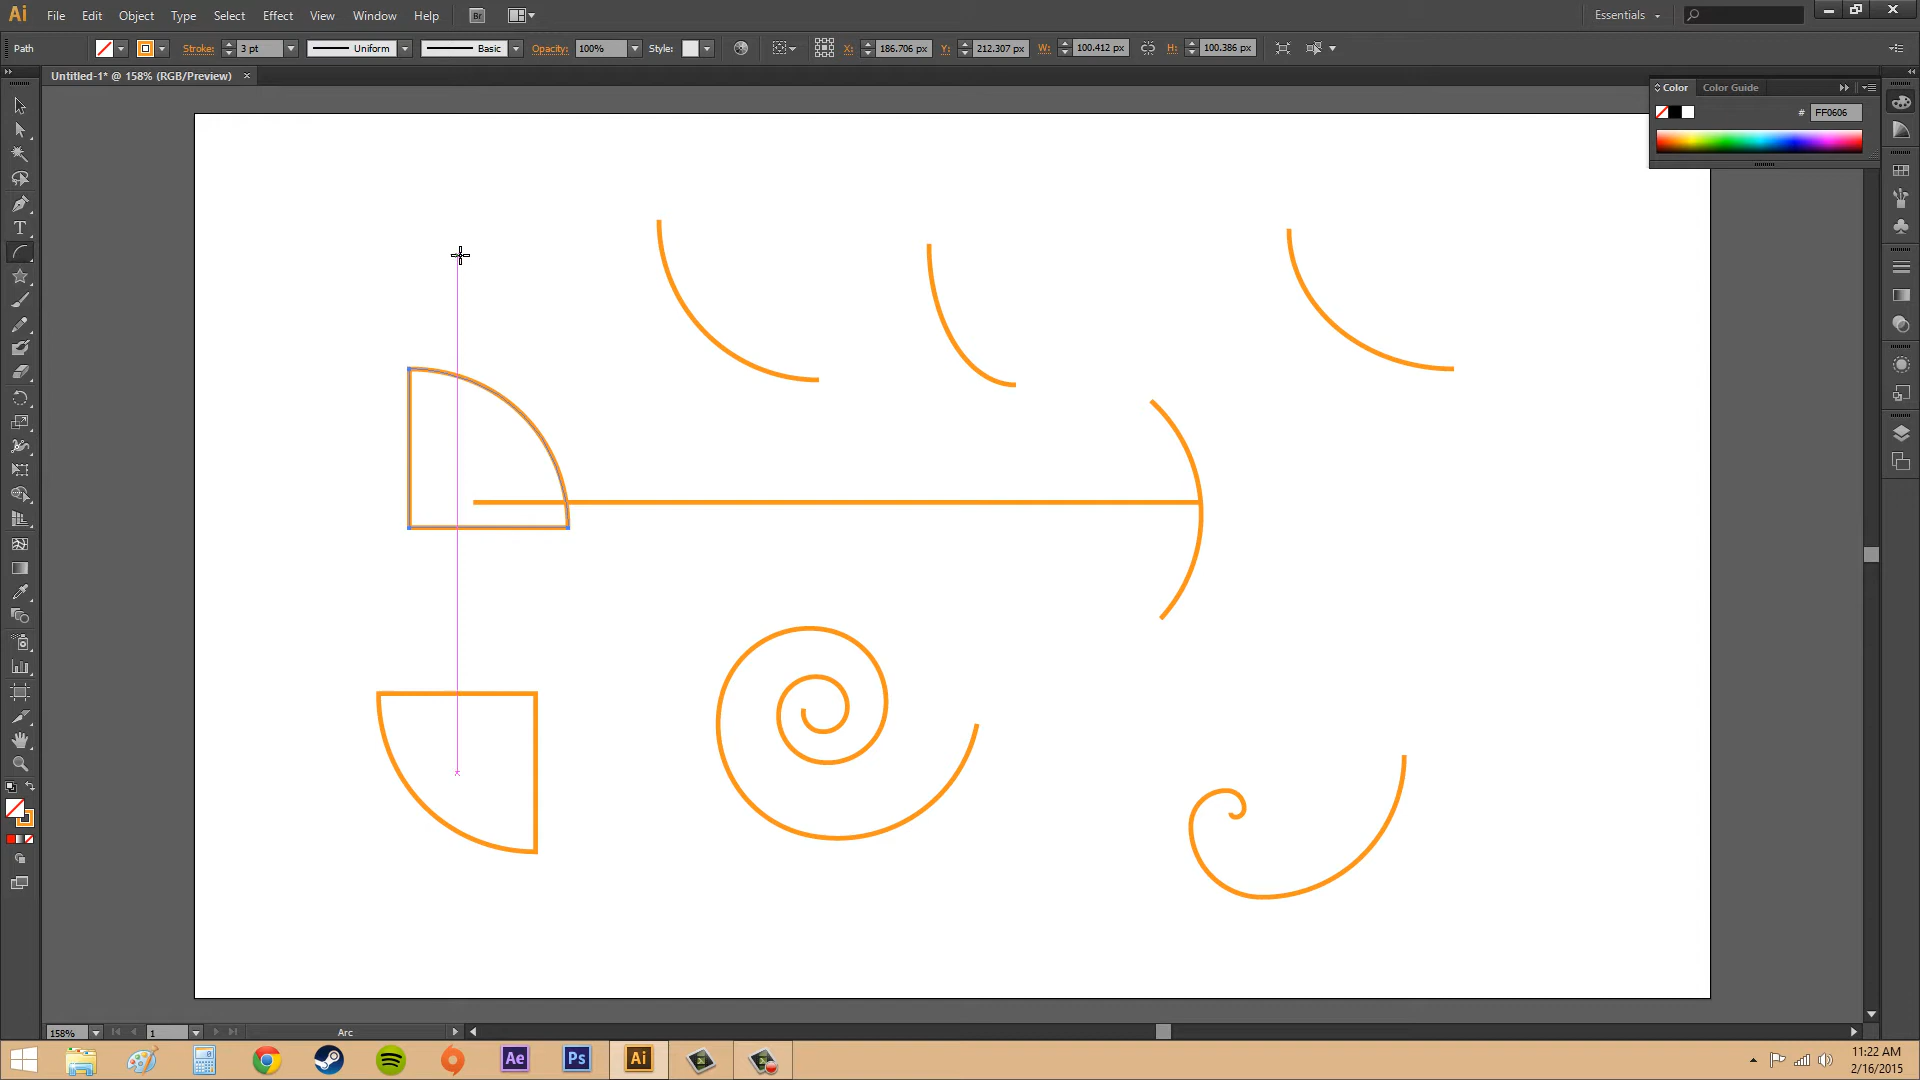 Ai File Edit Object Type Select Effect View Window Help Br Essentials
Path Stroke: 3 pt Uniform Basic Opacity: 100% Style: X: 186.706 px Y: 212.307 px W: 100.412 px H: 100.386 px
Untitled-1* @ 158% (RGB/Preview) ×
Color Color Guide
# FF0606
T
158% 1 Arc
Ae Ps Ai
11:22 AM
2/16/2015